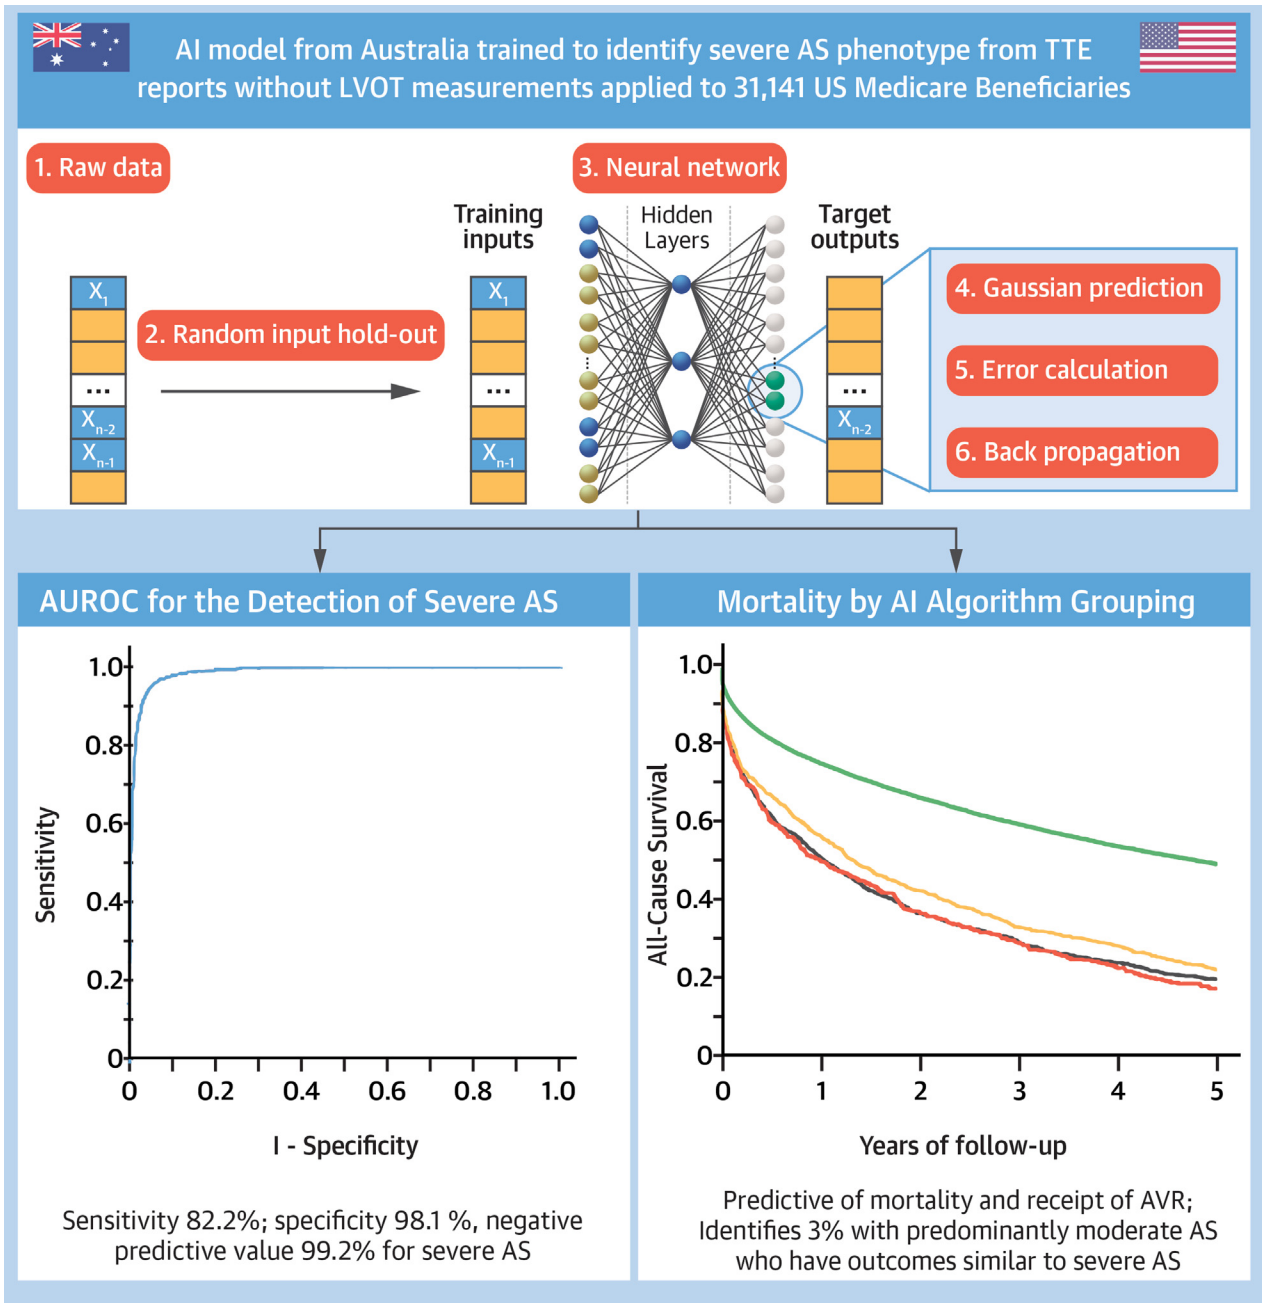 AI model from Australia trained to identify severe AS phenotype from TTE
reports without LVOT measurements applied to 31,141 US Medicare Beneficiaries
1. Raw data
3. Neural network
Training
inputs
Hidden
Layers
Target
outputs
X1
...
Xn-2
Xn-1
2. Random input hold-out
X1
...
Xn-1
...
Xn-2
4. Gaussian prediction
5. Error calculation
6. Back propagation
AUROC for the Detection of Severe AS
Sensitivity
1.0
0.8
0.6
0.4
0.2
0
0 0.2 0.4 0.6 0.8 1.0
I - Specificity
Sensitivity 82.2%; specificity 98.1 %, negative
predictive value 99.2% for severe AS
Mortality by AI Algorithm Grouping
All-Cause Survival
1.0
0.8
0.6
0.4
0.2
0
0 1 2 3 4 5
Years of follow-up
Predictive of mortality and receipt of AVR;
Identifies 3% with predominantly moderate AS
who have outcomes similar to severe AS